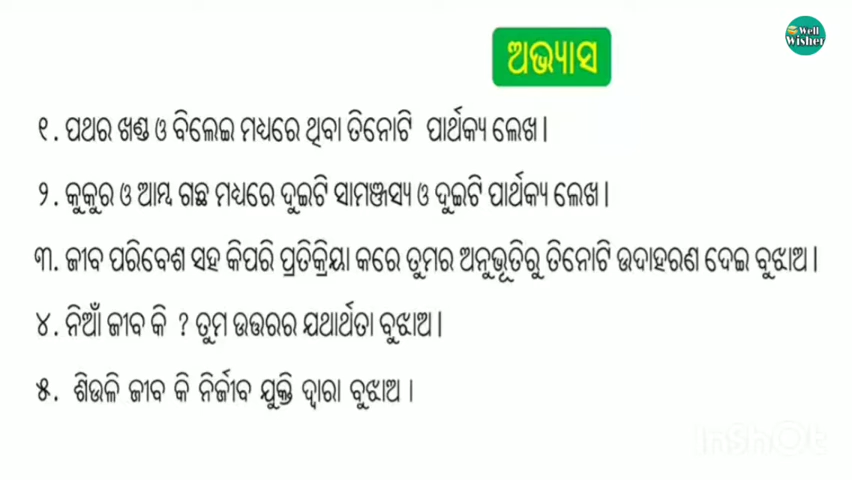 Well
Wisher
ଅଭ୍ୟାସ
୧. ପଥର ଖଣ୍ଡ ଓ ବିଲେଇ ମଧ୍ୟରେ ଥିବା ତିନୋଟି ପାର୍ଥକ୍ୟ ଲେଖ।
୨. କୁକୁର ଓ ଆମ୍ବ ଗଛ ମଧ୍ୟରେ ଦୁଇଟି ସାମଞ୍ଜସ୍ୟ ଓ ଦୁଇଟି ପାର୍ଥକ୍ୟ ଲେଖ।
୩. ଜୀବ ପରିବେଶ ସହ କିପରି ପ୍ରତିକ୍ରିୟା କରେ ତୁମର ଅନୁଭୂତିରୁ ତିନୋଟି ଉଦାହରଣ ଦେଇ ବୁଝାଅ।
୪. ନିଆଁ ଜୀବ କି ? ତୁମ ଉତ୍ତରର ଯଥାର୍ଥତା ବୁଝାଅ।
୫. ଶିଉଳି ଜୀବ କି ନିର୍ଜୀବ ଯୁକ୍ତି ଦ୍ୱାରା ବୁଝାଅ ।
InShOt